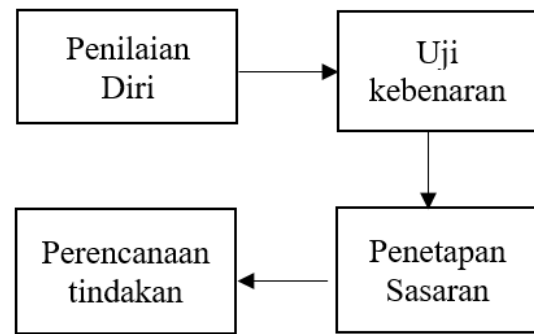 Penilaian
Diri
Uji
kebenaran
Penetapan
Sasaran
Perencanaan
tindakan